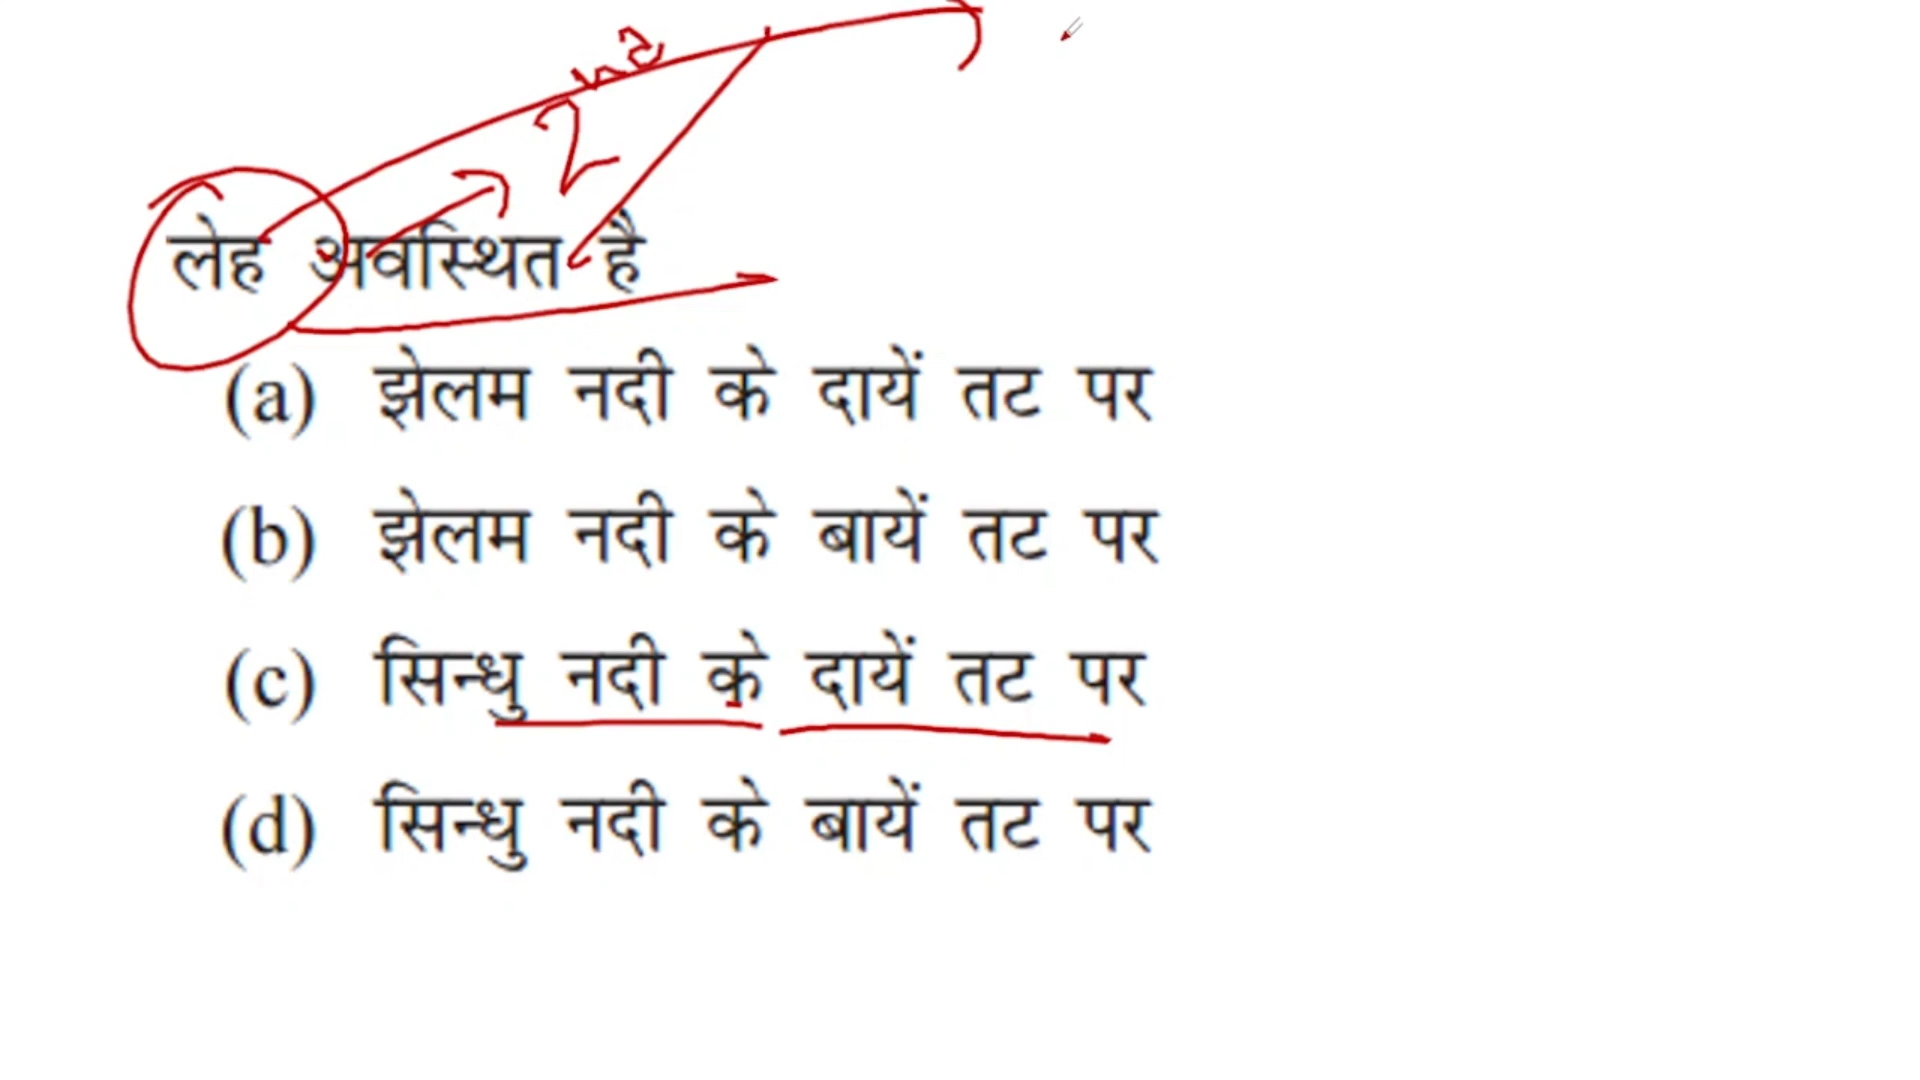 लेह अवस्थित है
(a) झेलम नदी के दायें तट पर
(b) झेलम नदी के बायें तट पर
(c) सिन्धु नदी के दायें तट पर
(d) सिन्धु नदी के बायें तट पर